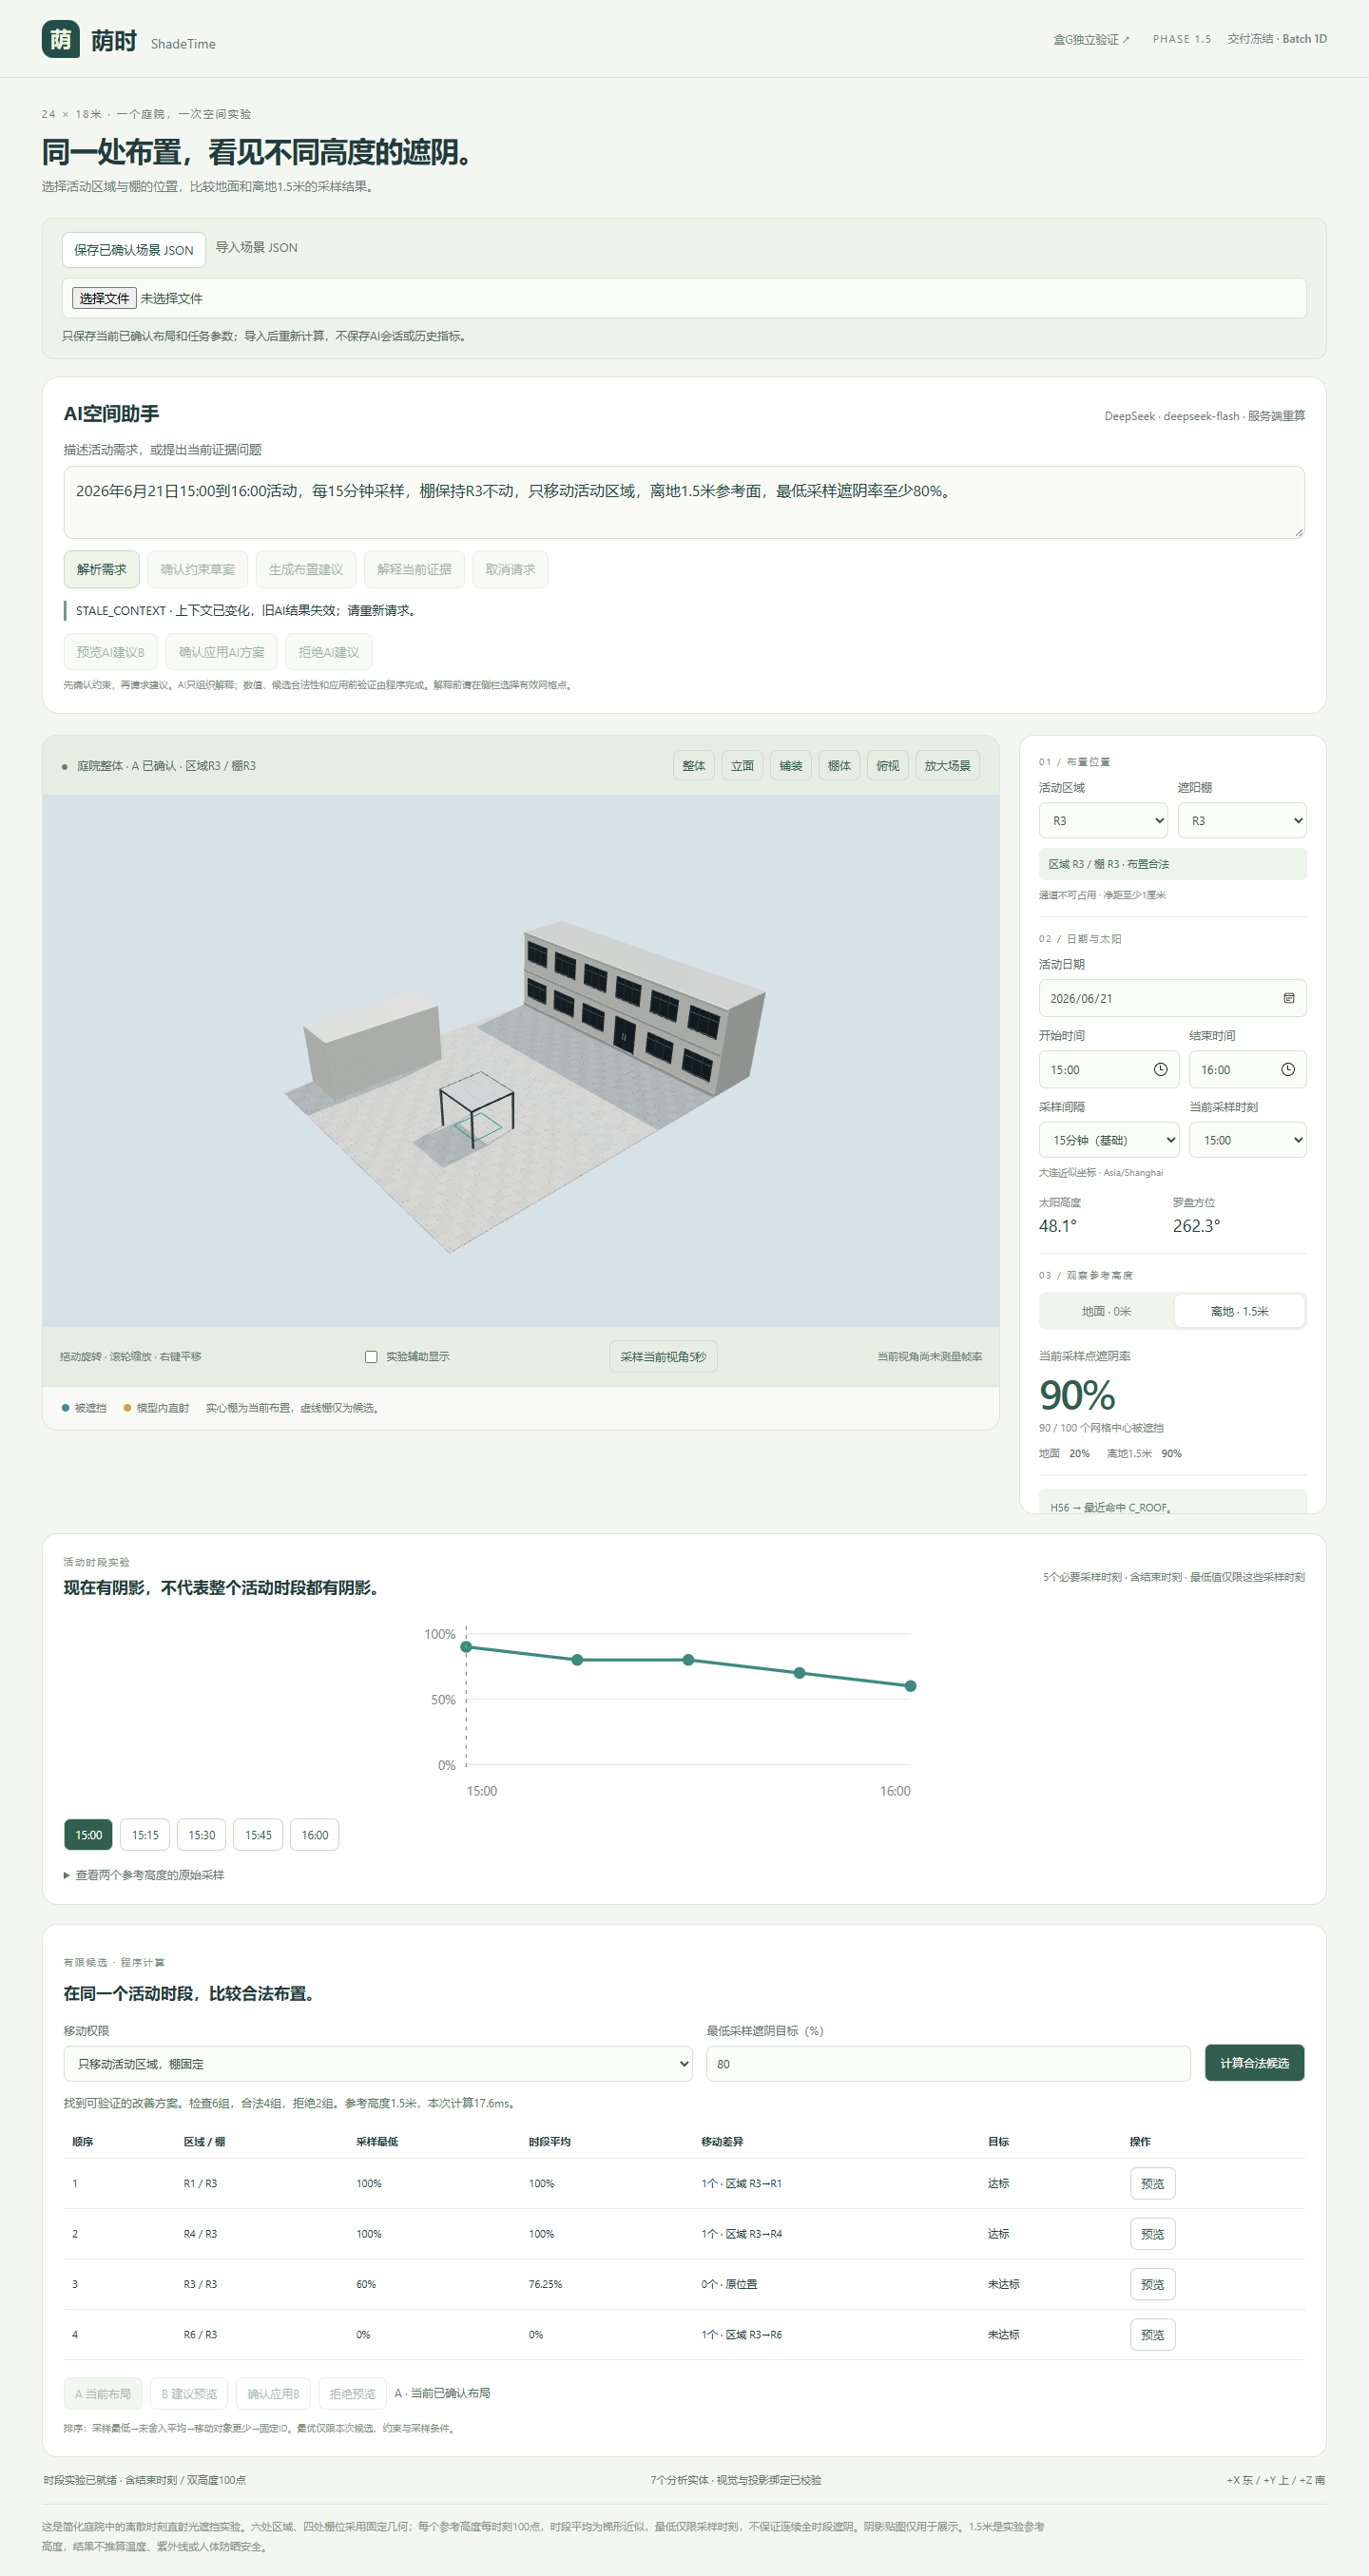 荫 荫时 ShadeTime
盒G独立验证 ↗ PHASE 1.5 交付冻结 · Batch 1D
24 × 18米 · 一个庭院，一次空间实验
同一处布置，看见不同高度的遮阴。
选择活动区域与棚的位置，比较地面和离地1.5米的采样结果。
保存已确认场景 JSON 导入场景 JSON
选择文件 未选择文件
只保存当前已确认布局和任务参数；导入后重新计算，不保存AI会话或历史指标。
AI空间助手
DeepSeek · deepseek-flash · 服务端重算
描述活动需求，或提出当前证据问题
2026年6月21日15:00到16:00活动，每15分钟采样，棚保持R3不动，只移动活动区域，离地1.5米参考面，最低采样遮阴率至少80%。
解析需求 确认约束草案 生成布置建议 解释当前证据 取消请求
STALE_CONTEXT · 上下文已变化，旧AI结果失效；请重新请求。
预览AI建议B 确认应用AI方案 拒绝AI建议
先确认约束，再请求建议。AI只组织解释；数值、候选合法性和应用前验证由程序完成。解释前请在侧栏选择有效网格点。
庭院整体 · A 已确认 · 区域R3 / 棚R3
整体 立面 铺装 棚体 俯视 放大场景
拖动旋转 · 滚轮缩放 · 右键平移
实验辅助显示
采样当前视角5秒
当前视角尚未测量帧率
被遮挡 模型内直射 实心棚为当前布置，虚线棚仅为候选。
01 / 布置位置
活动区域 遮阳棚
R3 R3
区域 R3 / 棚 R3 · 布置合法
通道不可占用 · 净距至少1厘米
02 / 日期与太阳
活动日期
2026/06/21
开始时间 结束时间
15:00 16:00
采样间隔 当前采样时刻
15分钟（基础） 15:00
大连近似坐标 · Asia/Shanghai
太阳高度 罗盘方位
48.1° 262.3°
03 / 观察参考高度
地面 · 0米 离地 · 1.5米
当前采样点遮阴率
90%
90 / 100 个网格中心被遮挡
地面 20% 离地1.5米 90%
H56 → 最近命中 C_ROOF。
活动时段实验
现在有阴影，不代表整个活动时段都有阴影。
5个必要采样时刻 · 含结束时刻 · 最低值仅限这些采样时刻
100%
50%
0%
15:00 16:00
15:00 15:15 15:30 15:45 16:00
▶ 查看两个参考高度的原始采样
有限候选 · 程序计算
在同一个活动时段，比较合法布置。
移动权限 最低采样遮阴目标（%）
只移动活动区域，棚固定 80 计算合法候选
找到可验证的改善方案。检查6组，合法4组，拒绝2组。参考高度1.5米，本次计算17.6ms。
顺序 区域 / 棚 采样最低 时段平均 移动差异 目标 操作
1 R1 / R3 100% 100% 1个 · 区域 R3→R1 达标 预览
2 R4 / R3 100% 100% 1个 · 区域 R3→R4 达标 预览
3 R3 / R3 60% 76.25% 0个 · 原位置 未达标 预览
4 R6 / R3 0% 0% 1个 · 区域 R3→R6 未达标 预览
A 当前布局 B 建议预览 确认应用B 拒绝预览 A · 当前已确认布局
排序：采样最低→未舍入平均→移动对象更少→固定ID。最优仅限本次候选、约束与采样条件。
时段实验已就绪 · 含结束时刻 / 双高度100点
7个分析实体 · 视觉与投影绑定已校验
+X 东 / +Y 上 / +Z 南
这是简化庭院中的离散时刻直射光遮挡实验。六处区域、四处棚位采用固定几何；每个参考高度每时刻100点，时段平均为梯形近似，最低仅限采样时刻，不保证连续全时段遮阴。阴影贴图仅用于展示。1.5米是实验参考
高度，结果不推算温度、紫外线或人体防晒安全。